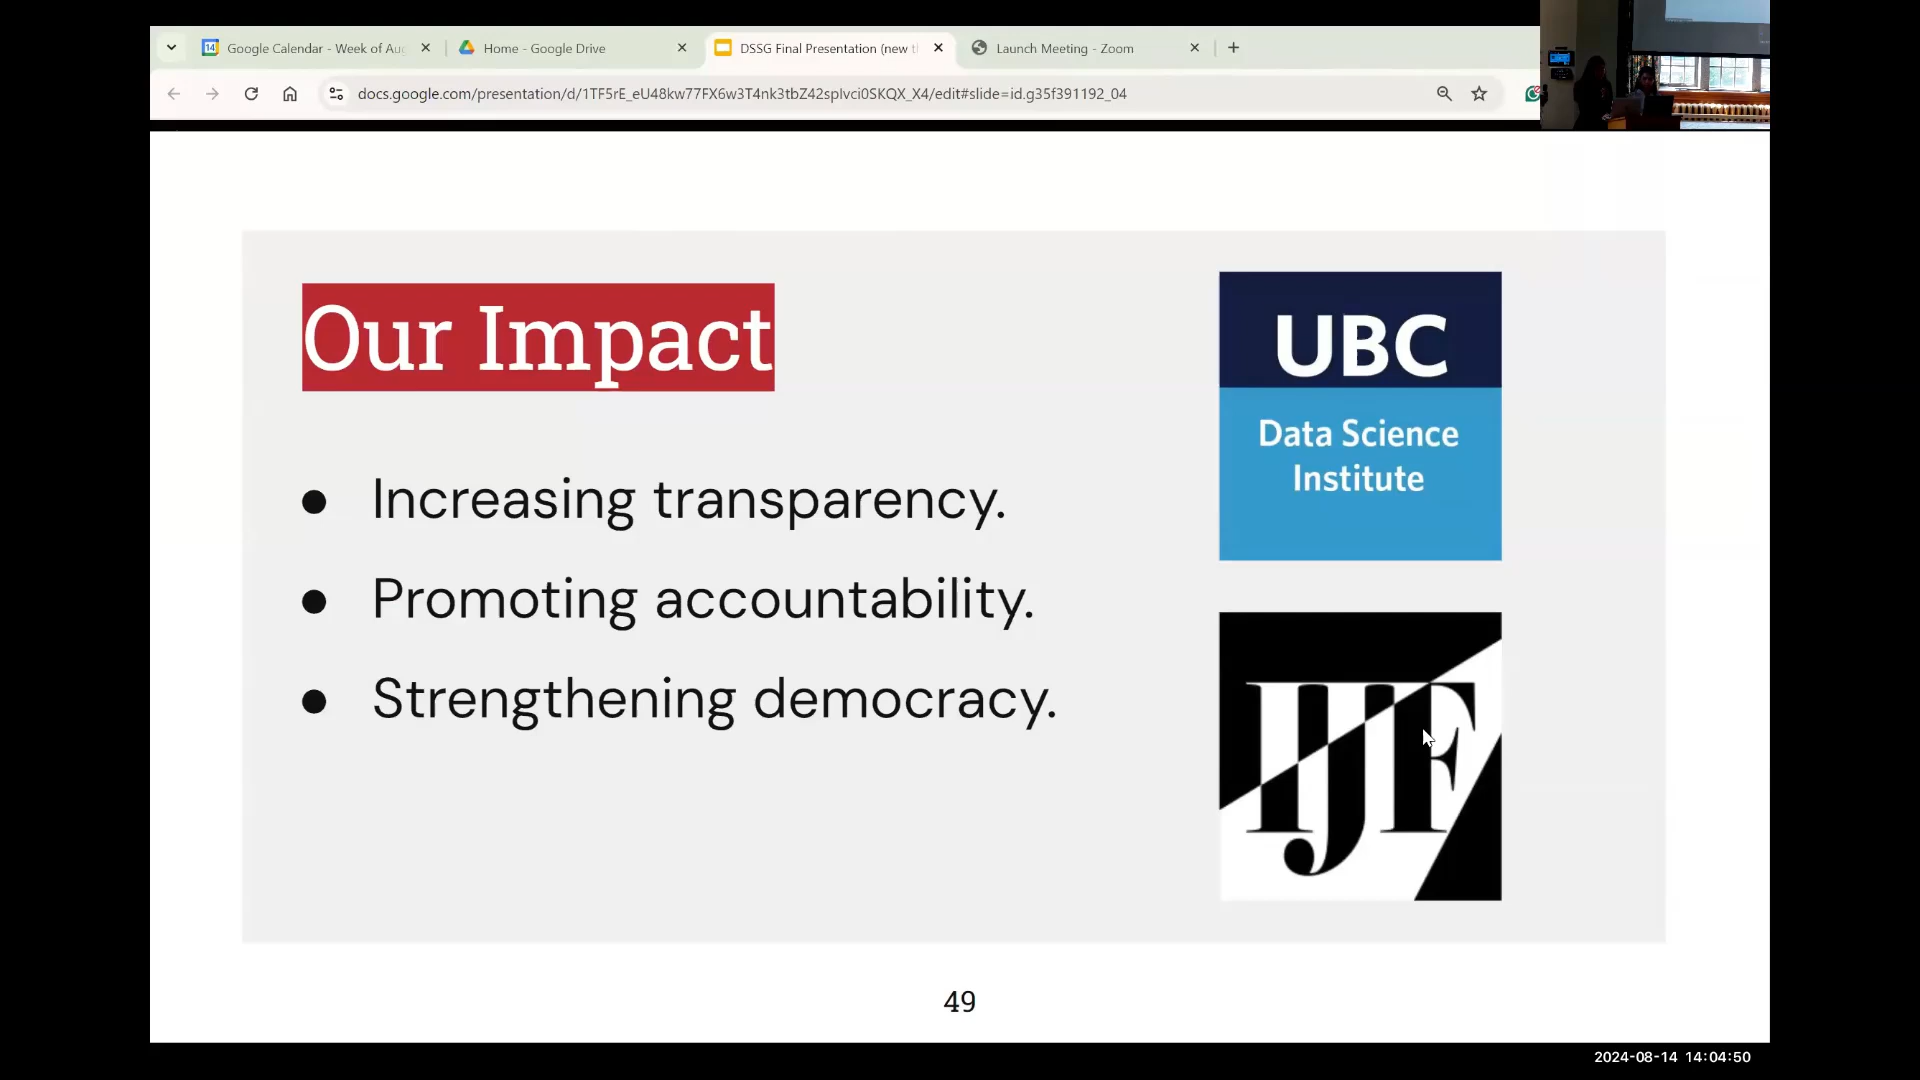 14
Google Calendar - Week of Aug
Home - Google Drive
DSSG Final Presentation (new t
Launch Meeting - Zoom
docs.google.com/presentation/d/1TF5rE_eU48kw77FX6w3T4nk3tbZ42splvci0SKQX_X4/edit#slide=id.g35f391192_04
Our Impact
● Increasing transparency.
● Promoting accountability.
● Strengthening democracy.
UBC
Data Science
Institute
IJF
49
2024-08-14 14:04:50